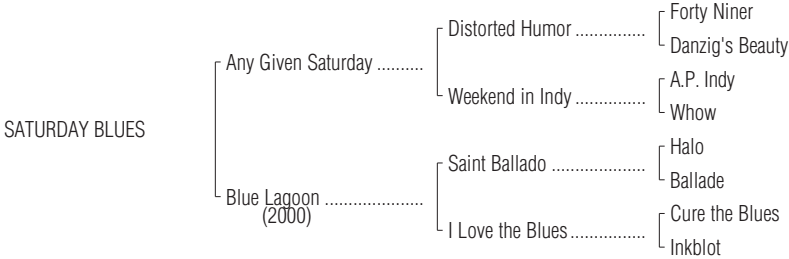 Forty Niner
Distorted Humor ...............
Danzig's Beauty
Any Given Saturday ..........
A.P. Indy
Weekend in Indy ...............
Whow
SATURDAY BLUES
Halo
Saint Ballado ....................
Ballade
Blue Lagoon .....................
(2000)
Cure the Blues
I Love the Blues ................
Inkblot